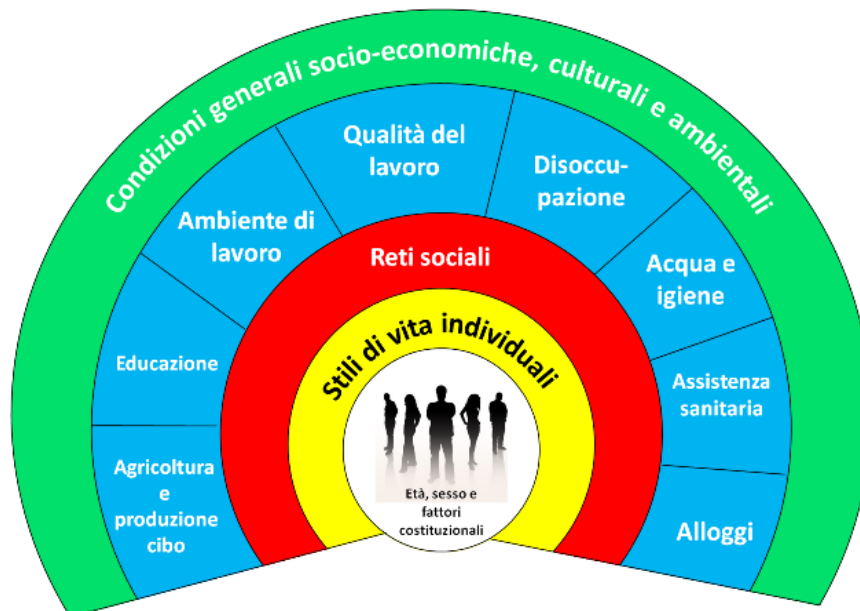 Condizioni generali socio-economiche, culturali e ambientali
Qualità del
lavoro
Disoccu-
pazione
Ambiente di
lavoro
Acqua e
igiene
Educazione
Assistenza
sanitaria
Agricoltura
e
produzione
cibo
Alloggi
Reti sociali
Stili di vita individuali
Età, sesso e
fattori
costituzionali